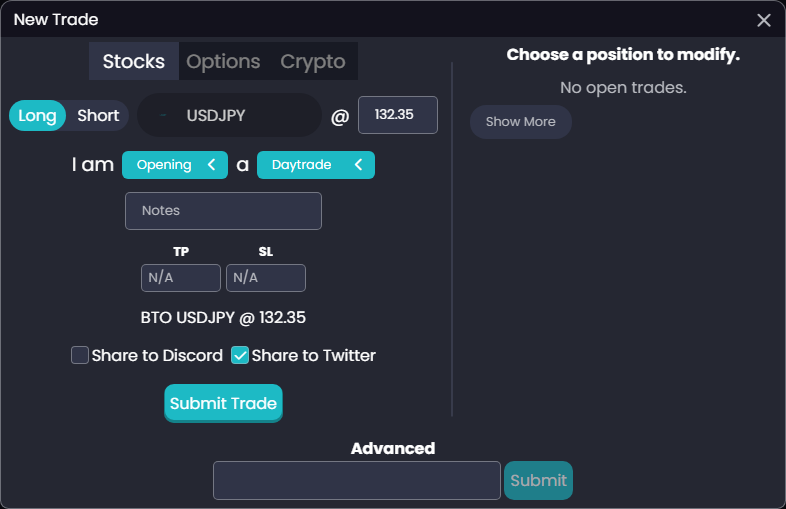 New Trade
Stocks Options Crypto
Long Short - USDJPY @ 132.35
I am Opening a Daytrade
Notes
TP SL
N/A N/A
BTO USDJPY @ 132.35
Share to Discord Share to Twitter
Submit Trade
Choose a position to modify.
No open trades.
Show More
Advanced
Submit